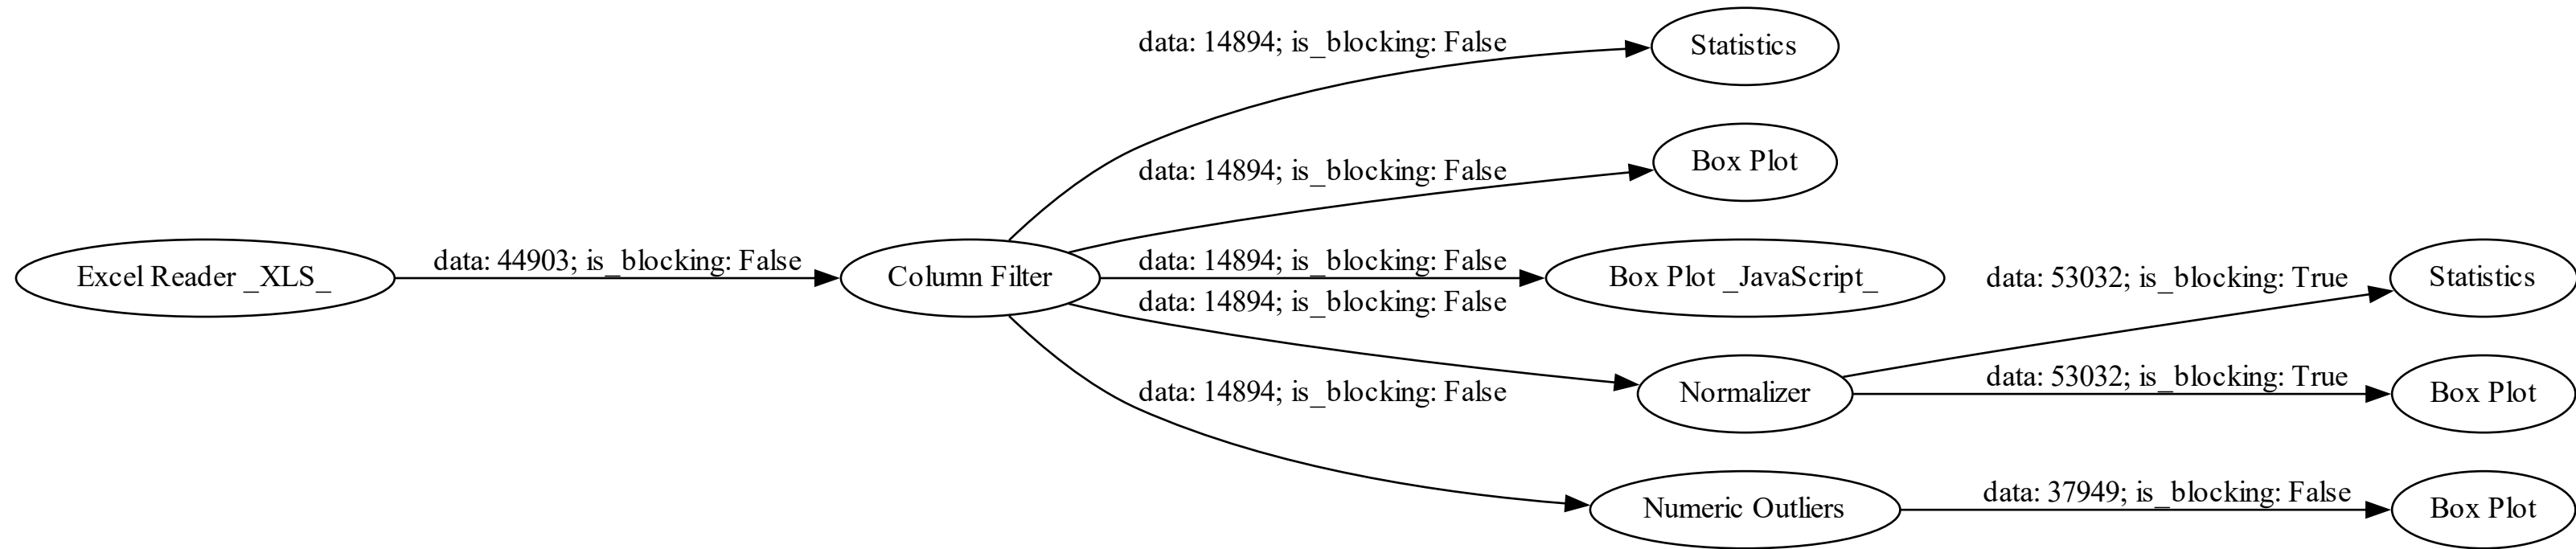 data: 14894; is_blocking: False
Statistics
data: 14894; is_blocking: False
Box Plot
Excel Reader _XLS_
data: 44903; is_blocking: False
Column Filter
data: 14894; is_blocking: False
Box Plot _JavaScript_
data: 14894; is_blocking: False
data: 53032; is_blocking: True
Statistics
Normalizer
data: 53032; is_blocking: True
Box Plot
data: 14894; is_blocking: False
Numeric Outliers
data: 37949; is_blocking: False
Box Plot